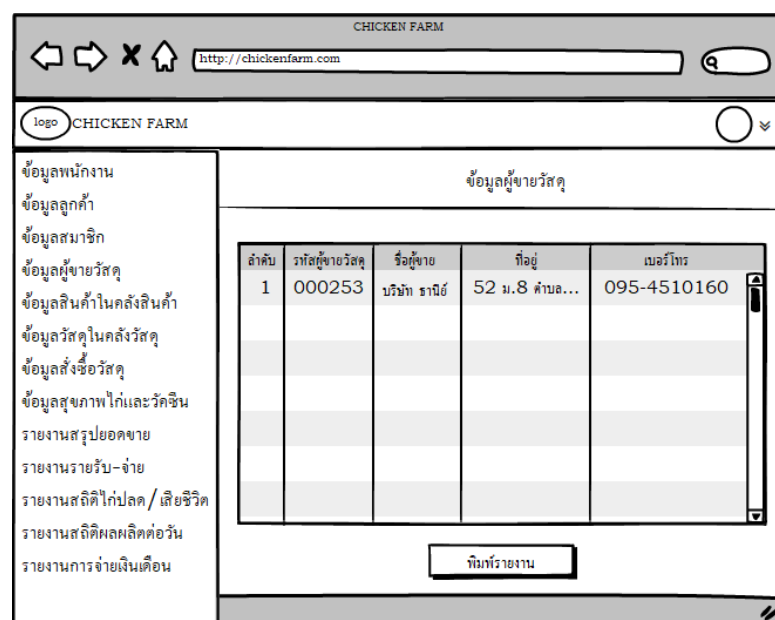 CHICKEN FARM
http://chickenfarm.com
logo CHICKEN FARM
ข้อมูลพนักงาน
ข้อมูลลูกค้า
ข้อมูลสมาชิก
ข้อมูลผู้ขายวัสดุ
ข้อมูลสินค้าในคลังสินค้า
ข้อมูลวัสดุในคลังวัสดุ
ข้อมูลสั่งซื้อวัสดุ
ข้อมูลสุขภาพไก่และวัคซีน
รายงานสรุปยอดขาย
รายงานรายรับ-จ่าย
รายงานสถิติไก่ปลด/เสียชีวิต
รายงานสถิติผลผลิตต่อวัน
รายงานการจ่ายเงินเดือน
ข้อมูลผู้ขายวัสดุ
ลำดับ รหัสผู้ขายวัสดุ ชื่อผู้ขาย ที่อยู่ เบอร์โทร
1 000253 บริษัท ธานีย์ 52 ม.8 ตำบล... 095-4510160
พิมพ์รายงาน